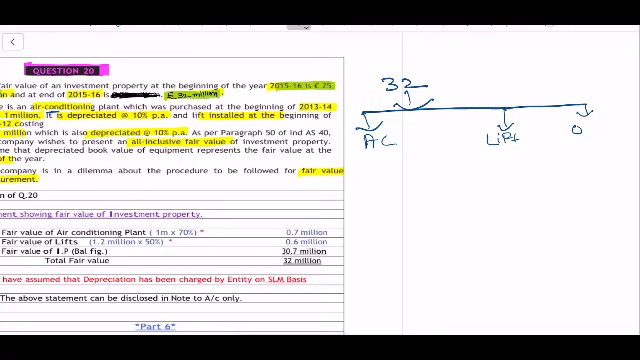 QUESTION 20
fair value of an investment property at the beginning of the year 2015-16 is € 25
on and at end of 2015-16 is £ 32 million.
re is an air-conditioning plant which was purchased at the beginning of 2013-14
1 million. It is depreciated @ 10% p.a. and lift installed at the beginning of
-12 costing
million which is also depreciated @ 10% p.a. As per Paragraph 50 of Ind AS 40,
company wishes to present an all-inclusive fair value of investment property.
me that depreciated book value of equipment represents the fair value at the
of the year.
company is in a dilemma about the procedure to be followed for fair value
urement.
on of Q.20
ment showing fair value of Investment property.
Fair value of Air conditioning Plant (1m x 70%) * 0.7 million
Fair value of Lifts (1.2 million x 50%) * 0.6 million
Fair value of I.P (Bal fig.) 30.7 million
Total Fair value 32 million
have assumed that Depreciation has been charged by Entity on SLM Basis
The above statement can be disclosed in Note to A/c only.
*Part 6*
32
AC
Lift
O